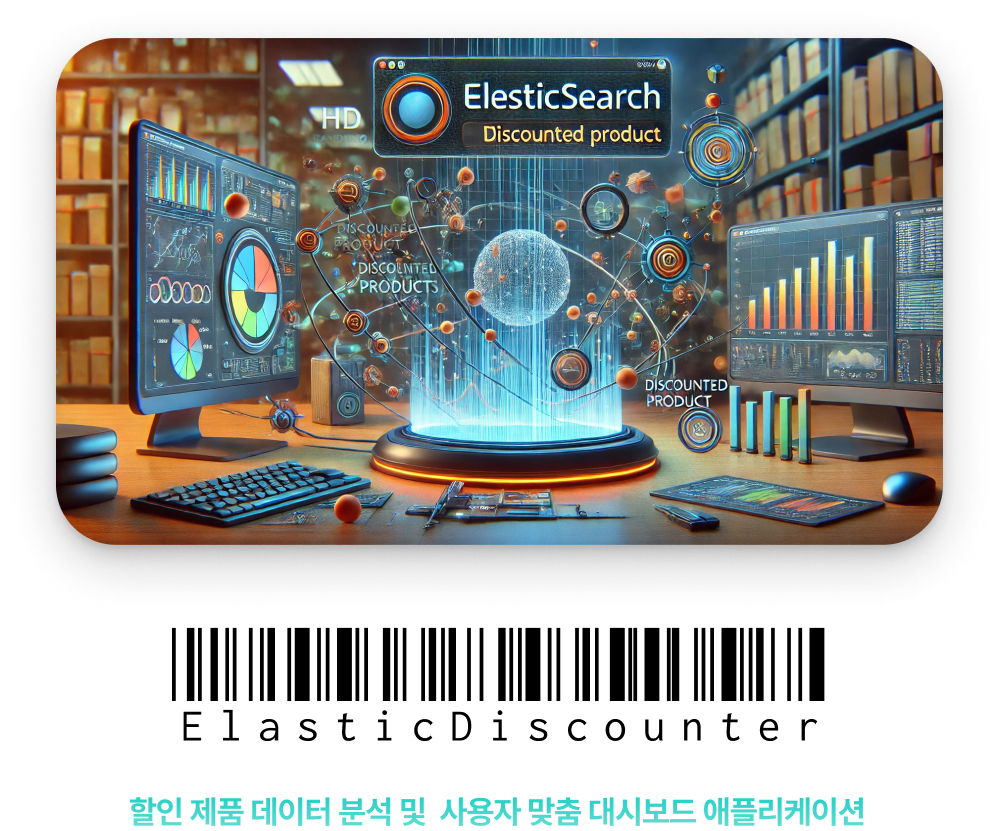 HD
ElesticSearch
Discounted product
DISCOUNTED
PRODUCT
DISCOUNTED
PRODUCTS
DISCOUNTED
PRODUCT
ElasticDiscounter
할인 제품 데이터 분석 및 사용자 맞춤 대시보드 애플리케이션